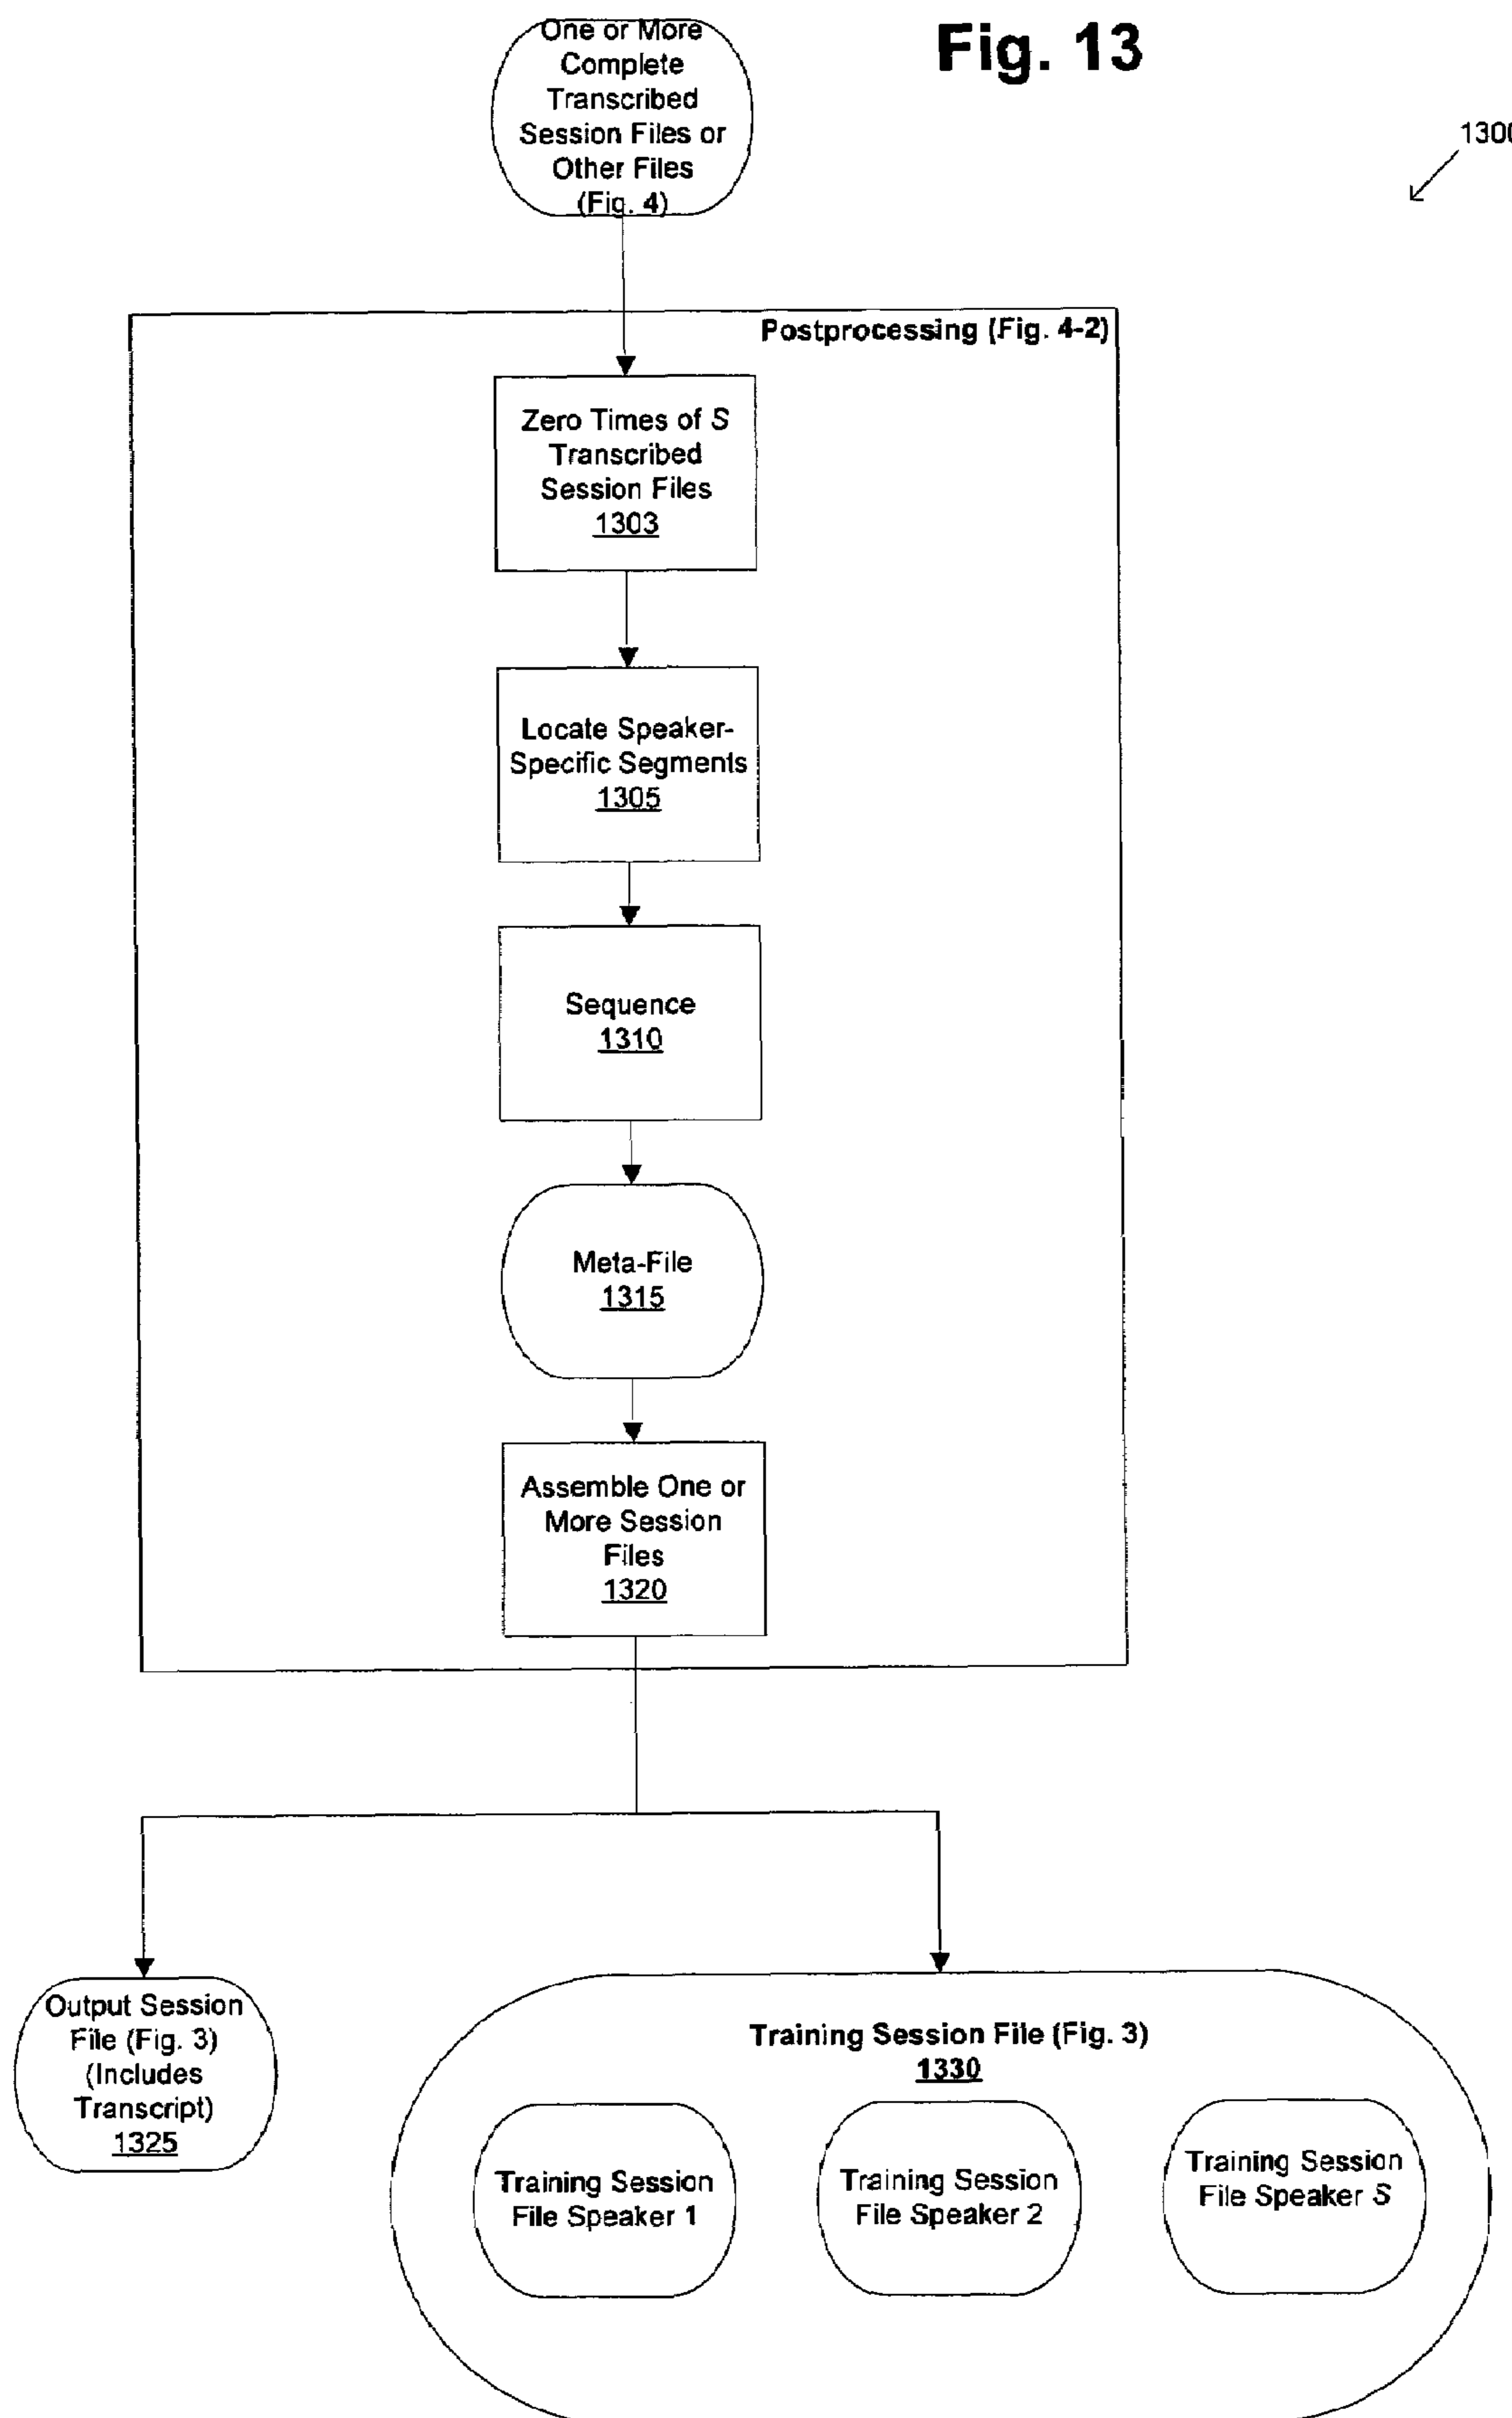 Fig. 13
1300
One or More
Complete
Transcribed
Session Files or
Other Files
(Fig. 4)
Postprocessing (Fig. 4-2)
Zero Times of S
Transcribed
Session Files
1303
Locate Speaker-
Specific Segments
1305
Sequence
1310
Meta-File
1315
Assemble One or
More Session
Files
1320
Output Session
File (Fig. 3)
(Includes
Transcript)
1325
Training Session File (Fig. 3)
1330
Training Session
File Speaker 1
Training Session
File Speaker 2
Training Session
File Speaker S